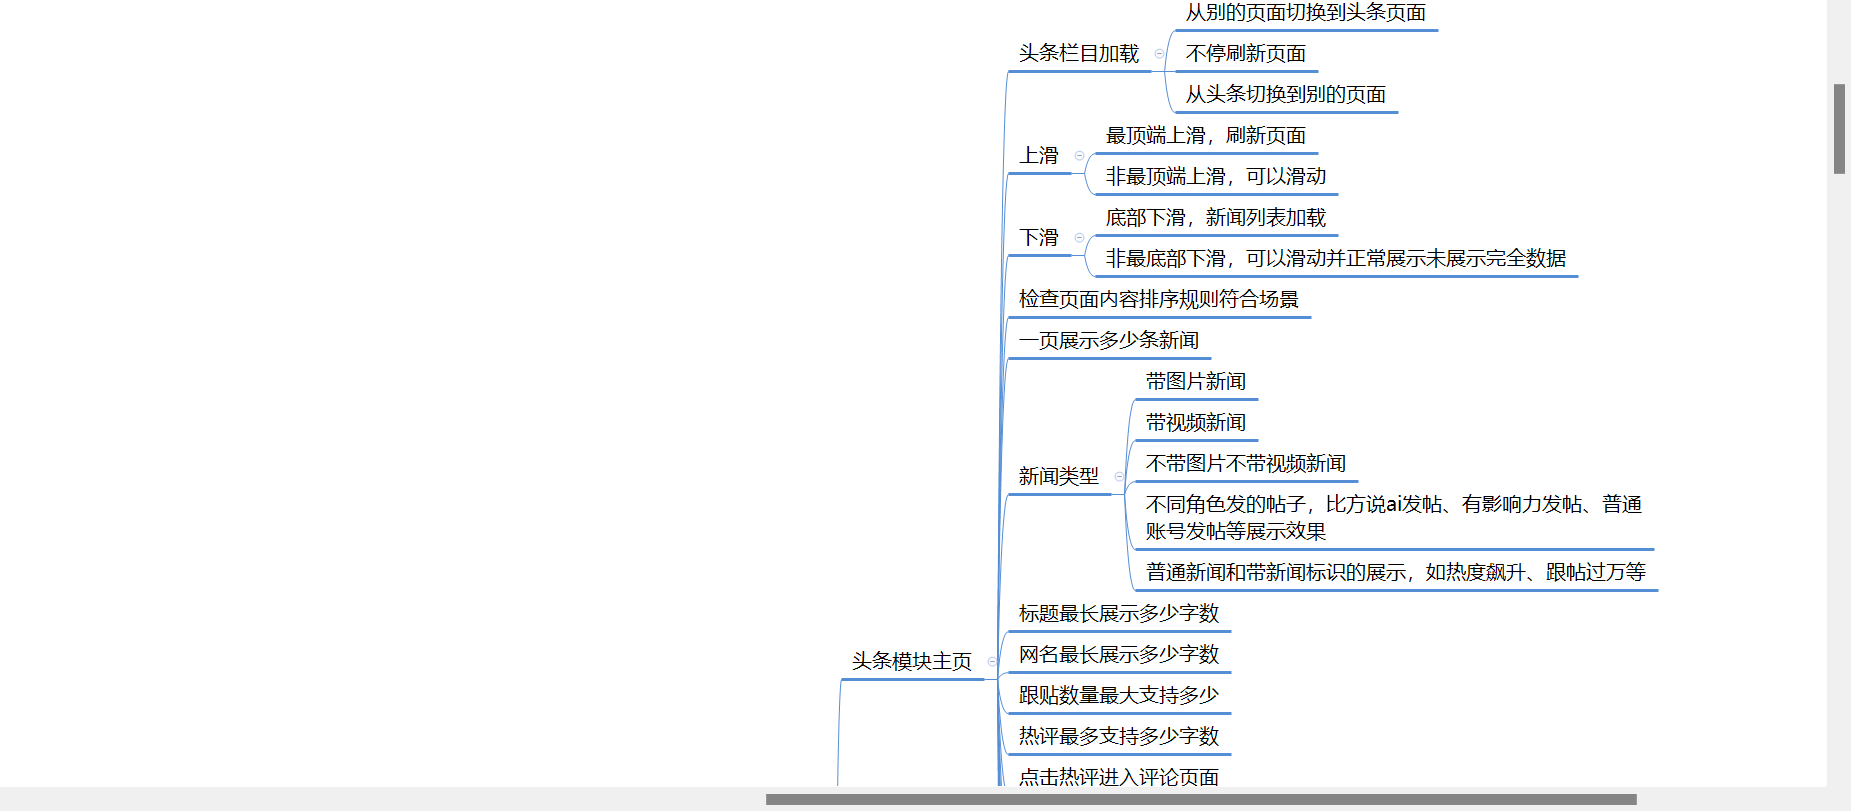 从别的页面切换到头条页面
头条栏目加载
不停刷新页面
从头条切换到别的页面
最顶端上滑，刷新页面
上滑
非最顶端上滑，可以滑动
底部下滑，新闻列表加载
下滑
非最底部下滑，可以滑动并正常展示未展示完全数据
检查页面内容排序规则符合场景
一页展示多少条新闻
带图片新闻
带视频新闻
不带图片不带视频新闻
新闻类型
不同角色发的帖子，比方说ai发帖、有影响力发帖、普通
账号发帖等展示效果
普通新闻和带新闻标识的展示，如热度飙升、跟帖过万等
标题最长展示多少字数
网名最长展示多少字数
头条模块主页
跟贴数量最大支持多少
热评最多支持多少字数
点击热评进入评论页面